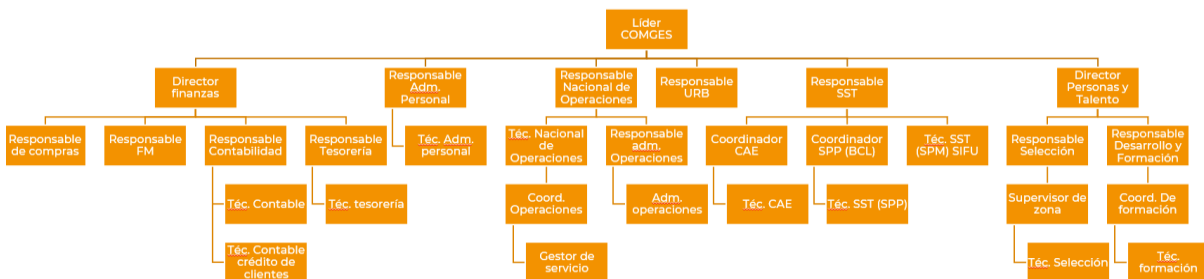 Líder
COMGES
Director
finanzas
Responsable
Adm.
Personal
Responsable
Nacional de
Operaciones
Responsable
URB
Responsable
SST
Director
Personas y
Talento
Responsable
de compras
Responsable
FM
Responsable
Contabilidad
Responsable
Tesorería
Téc. Adm.
personal
Téc. Nacional
de
Operaciones
Responsable
adm.
Operaciones
Coordinador
CAE
Coordinador
SPP (BCL)
Téc. SST
(SPM) SIFU
Responsable
Selección
Responsable
Desarrollo y
Formación
Téc. Contable
Téc. tesorería
Coord.
Operaciones
Adm.
operaciones
Téc. CAE
Téc. SST (SPP)
Supervisor de
zona
Coord. De
formación
Téc. Contable
crédito de
clientes
Gestor de
servicio
Téc. Selección
Téc.
formación